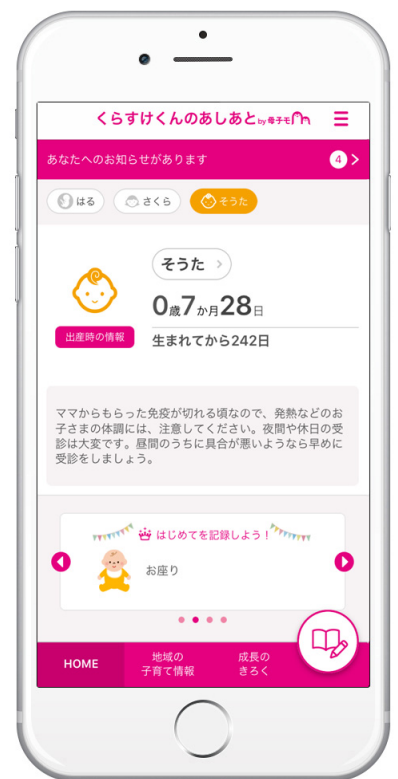 くらすけくんのあしあと by 母子モ
あなたへのお知らせがあります 4
はる さくら そうた
そうた
0歳7か月28日
出産時の情報
生まれてから242日
ママからもらった免疫が切れる頃なので、発熱などのお
子さまの体調には、注意してください。夜間や休日の受
診は大変です。昼間のうちに具合が悪いようなら早めに
受診をしましょう。
はじめてを記録しよう！
お座り
HOME
地域の
子育て情報
成長の
きろく